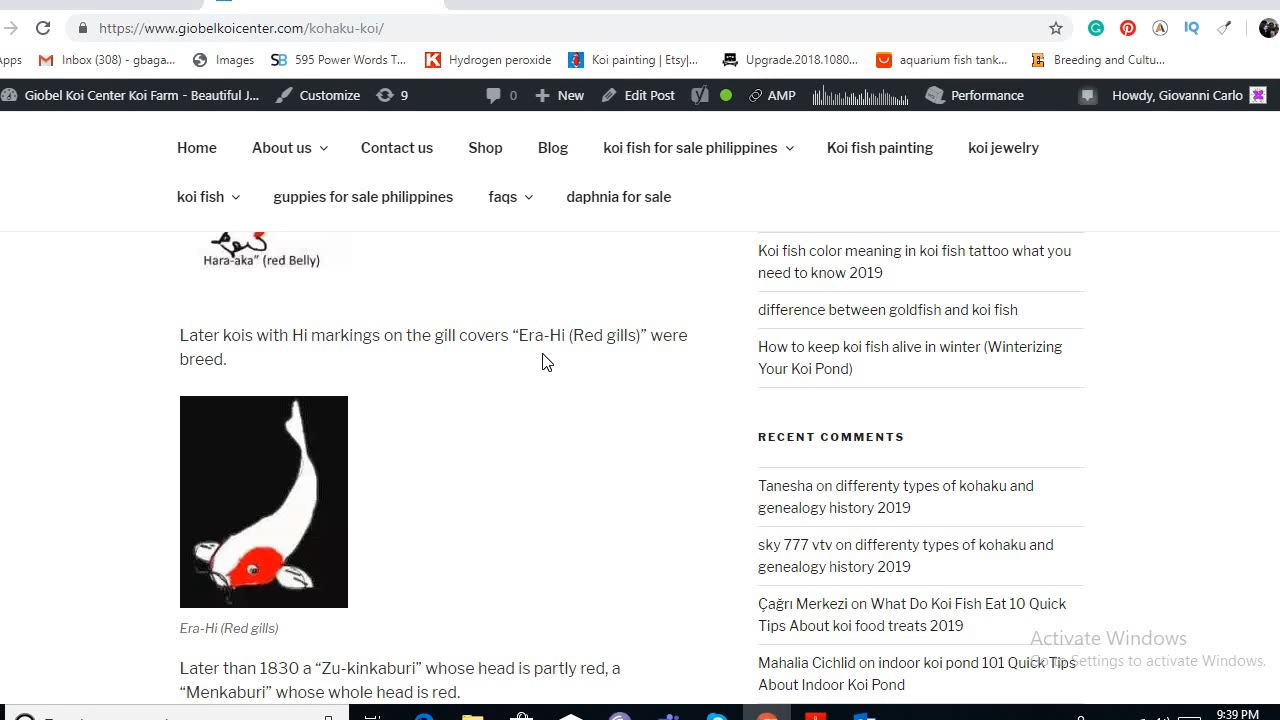 https://www.giobelkoicenter.com/kohaku-koi/
Apps Inbox (308) - gbaga... Images 595 Power Words T... Hydrogen peroxide Koi painting | Etsy|... Upgrade.2018.1080... aquarium fish tank... Breeding and Cultu...
Giobel Koi Center Koi Farm - Beautiful J... Customize 9 0 New Edit Post AMP Performance Howdy, Giovanni Carlo
Home About us Contact us Shop Blog koi fish for sale philippines Koi fish painting koi jewelry
koi fish guppies for sale philippines faqs daphnia for sale
Hara-aka" (red Belly)
Later kois with Hi markings on the gill covers “Era-Hi (Red gills)” were
breed.
Era-Hi (Red gills)
Later than 1830 a “Zu-kinkaburi” whose head is partly red, a
“Menkaburi” whose whole head is red.
Koi fish color meaning in koi fish tattoo what you
need to know 2019
difference between goldfish and koi fish
How to keep koi fish alive in winter (Winterizing
Your Koi Pond)
RECENT COMMENTS
Tanesha on differenty types of kohaku and
genealogy history 2019
sky 777 vtv on differenty types of kohaku and
genealogy history 2019
Çağrı Merkezi on What Do Koi Fish Eat 10 Quick
Tips About koi food treats 2019
Mahalia Cichlid on indoor koi pond 101 Quick Tips
About Indoor Koi Pond
Activate Windows
Go to Settings to activate Windows.
9:39 PM